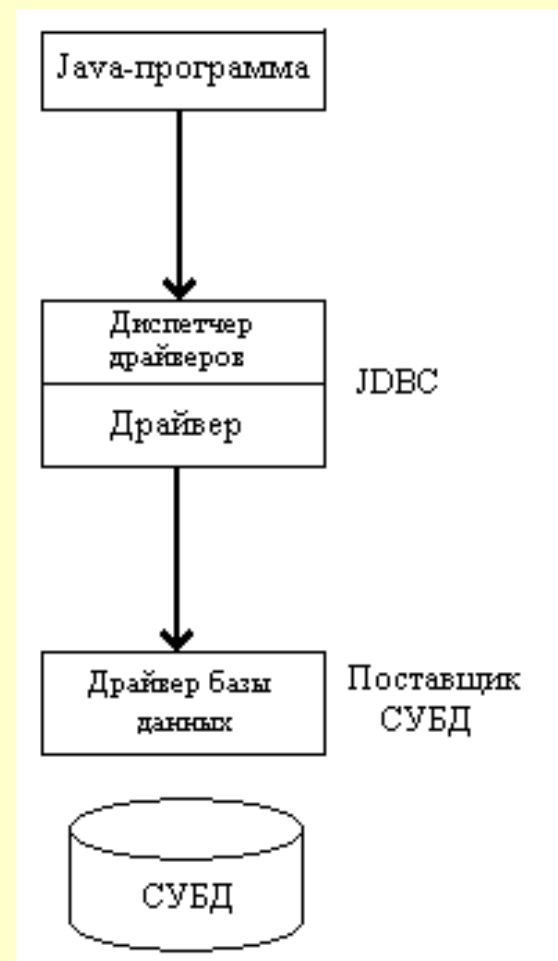 Java-программа
Диспетчер
драйверов
JDBC
Драйвер
Драйвер базы
данных
Поставщик
СУБД
СУБД